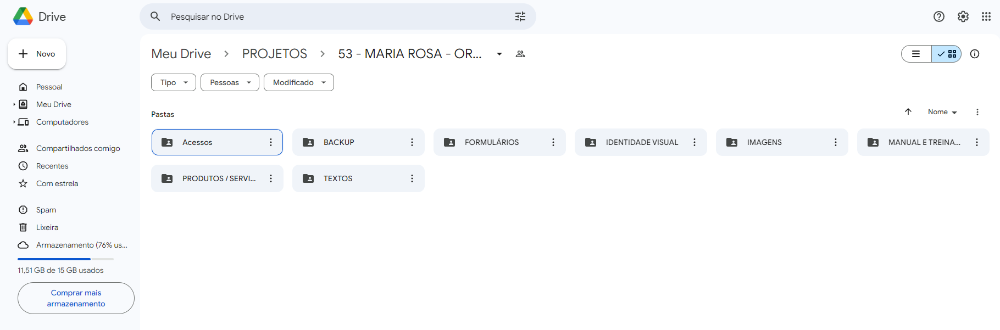 Drive
Pesquisar no Drive
Novo
Meu Drive > PROJETOS > 53 - MARIA ROSA - OR...
Tipo
Pessoas
Modificado
Pessoal
Meu Drive
Computadores
Compartilhados comigo
Recentes
Com estrela
Spam
Lixeira
Armazenamento (76% us...
11,51 GB de 15 GB usados
Comprar mais
armazenamento
Pastas
Nome
Acessos
BACKUP
FORMULÁRIOS
IDENTIDADE VISUAL
IMAGENS
MANUAL E TREINA...
PRODUTOS / SERVI...
TEXTOS